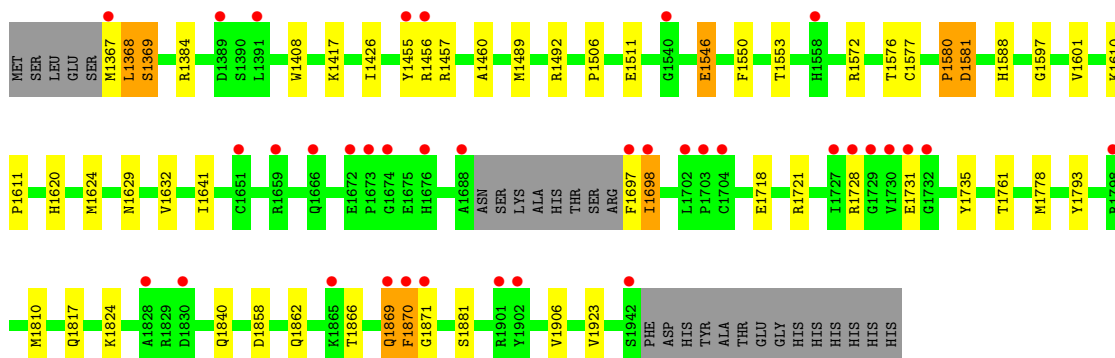 MET SER LEU GLU SER M1367 L1368 S1369 R1384 D1389 S1390 L1391 W1408 K1417 I1426 Y1455 R1456 R1457 A1460 M1489 R1492 P1506 E1511 G1540 E1546 F1550 T1553 H1558 R1572 T1576 C1577 P1580 D1581 H1588 G1597 V1601 K1610
P1611 H1620 M1624 N1629 V1632 I1641 C1651 R1659 Q1666 E1672 P1673 G1674 E1675 H1676 A1688 ASN SER LYS ALA HIS THR SER ARG F1697 I1698 L1702 P1703 C1704 E1718 R1721 I1727 R1728 G1729 V1730 E1731 G1732 Y1735 T1761 M1778 Y1793
M1810 Q1817 K1824 A1828 R1829 D1830 Q1840 D1858 Q1862 K1865 T1866 Q1869 F1870 G1871 S1881 R1901 Y1902 V1906 V1923 S1942 PHE ASP HIS TYR ALA THR GLU GLY HIS HIS HIS HIS HIS HIS